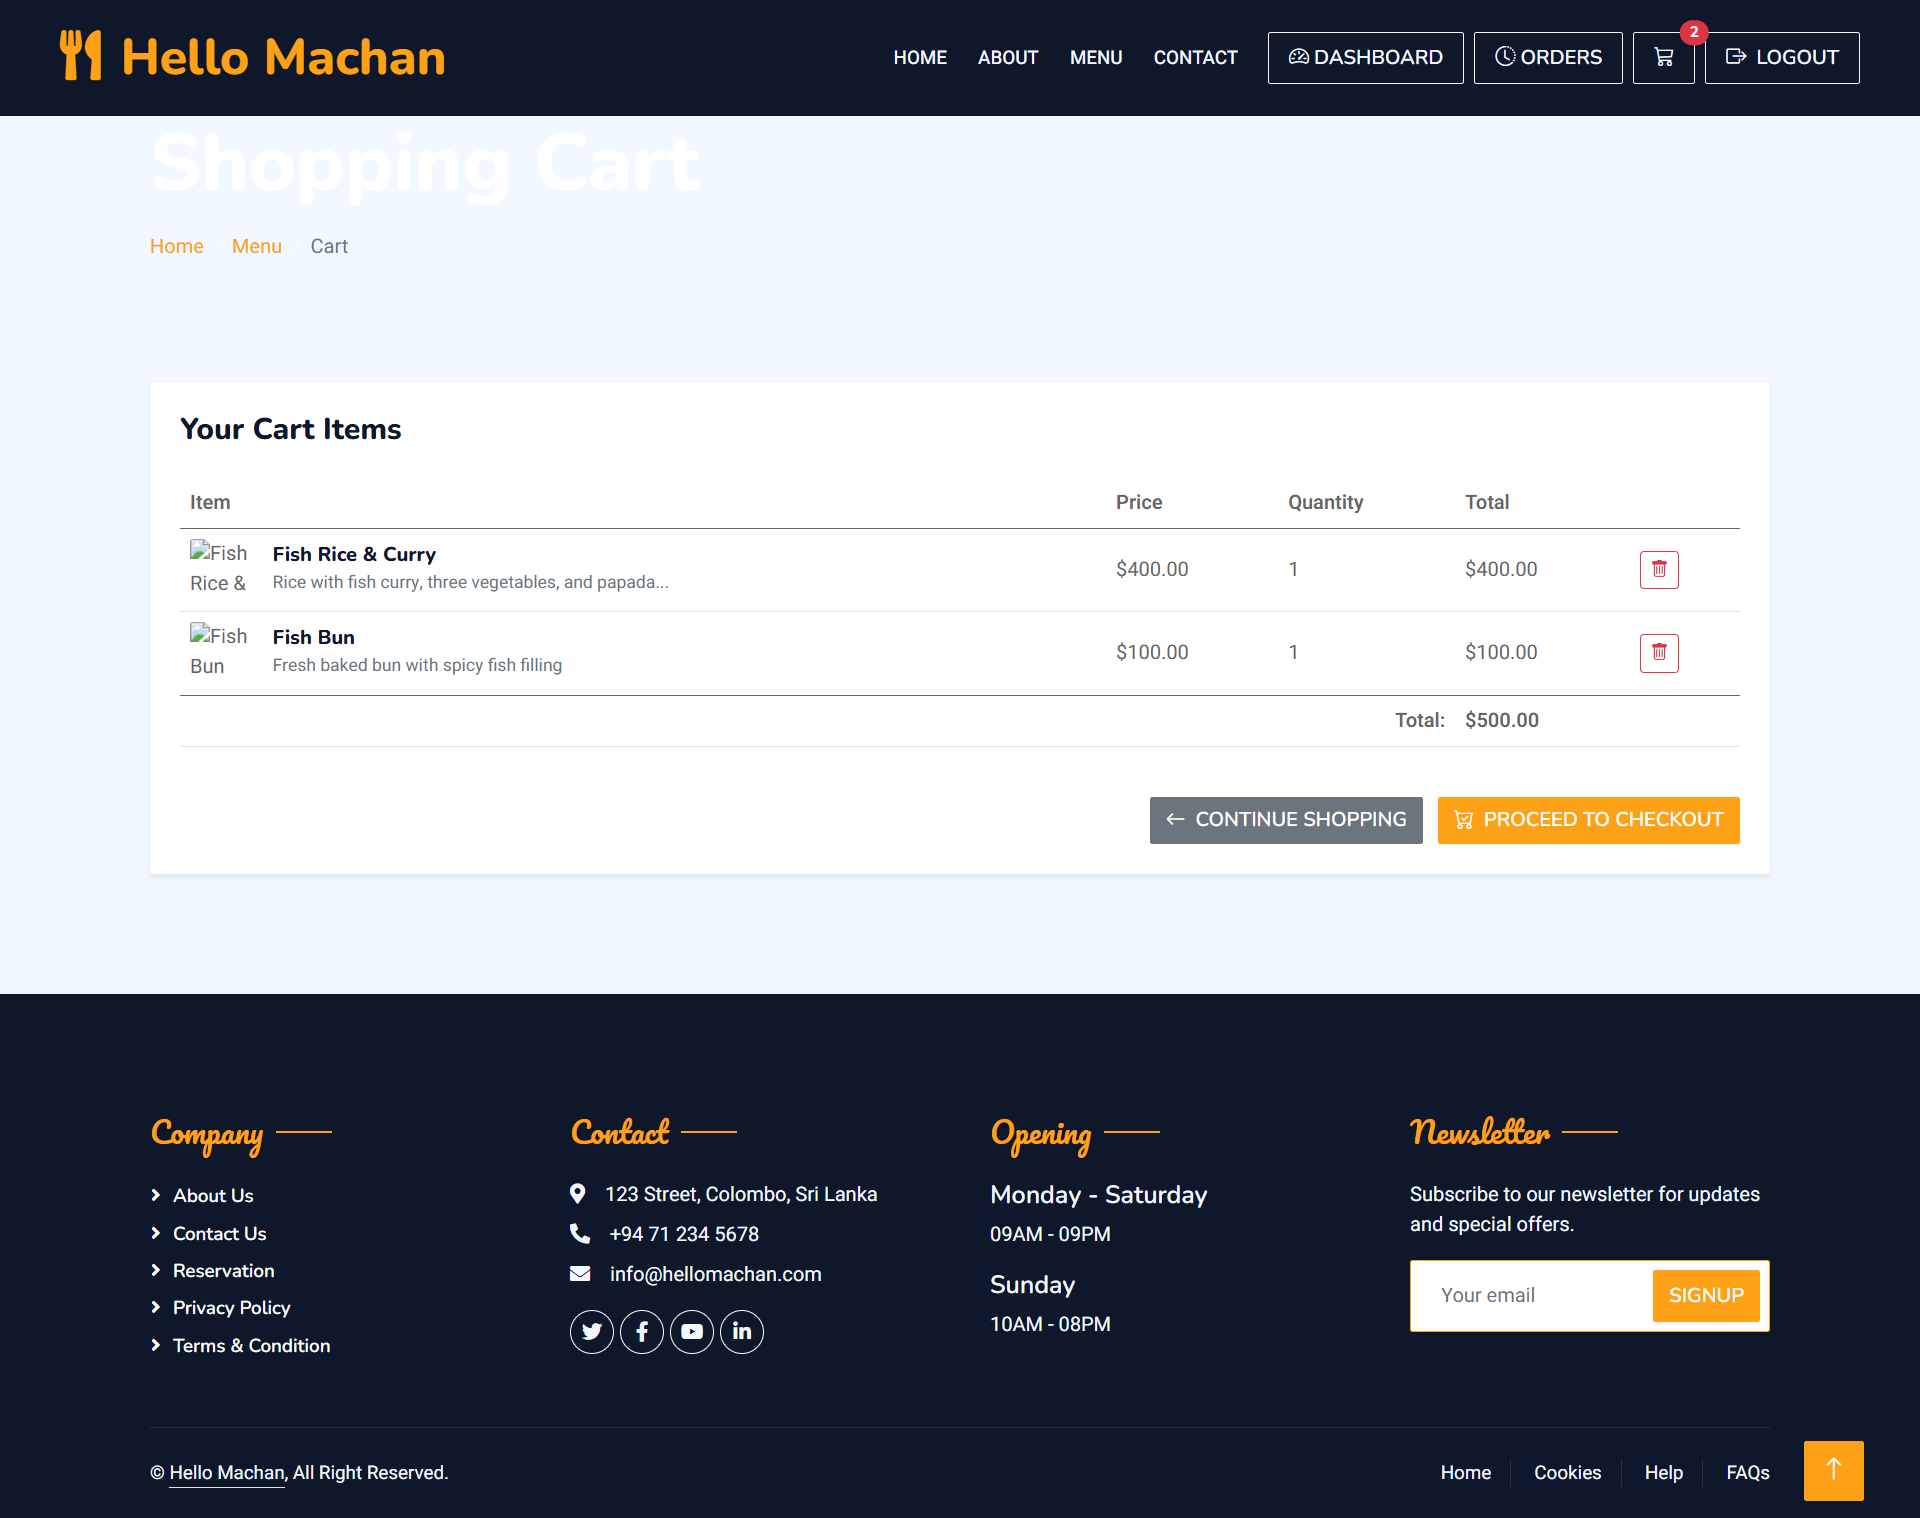 Hello Machan
HOME ABOUT MENU CONTACT DASHBOARD ORDERS 2 LOGOUT
Shopping Cart
Home Menu Cart
Your Cart Items
Item Price Quantity Total
Fish Rice & Fish Rice & Curry $400.00 1 $400.00
Rice with fish curry, three vegetables, and papada...
Fish Bun Fish Bun $100.00 1 $100.00
Fresh baked bun with spicy fish filling
Total: $500.00
CONTINUE SHOPPING PROCEED TO CHECKOUT
Company
About Us
Contact Us
Reservation
Privacy Policy
Terms & Condition
Contact
123 Street, Colombo, Sri Lanka
+94 71 234 5678
info@hellomachan.com
Opening
Monday - Saturday
09AM - 09PM
Sunday
10AM - 08PM
Newsletter
Subscribe to our newsletter for updates
and special offers.
Your email SIGNUP
© Hello Machan, All Right Reserved.
Home Cookies Help FAQs